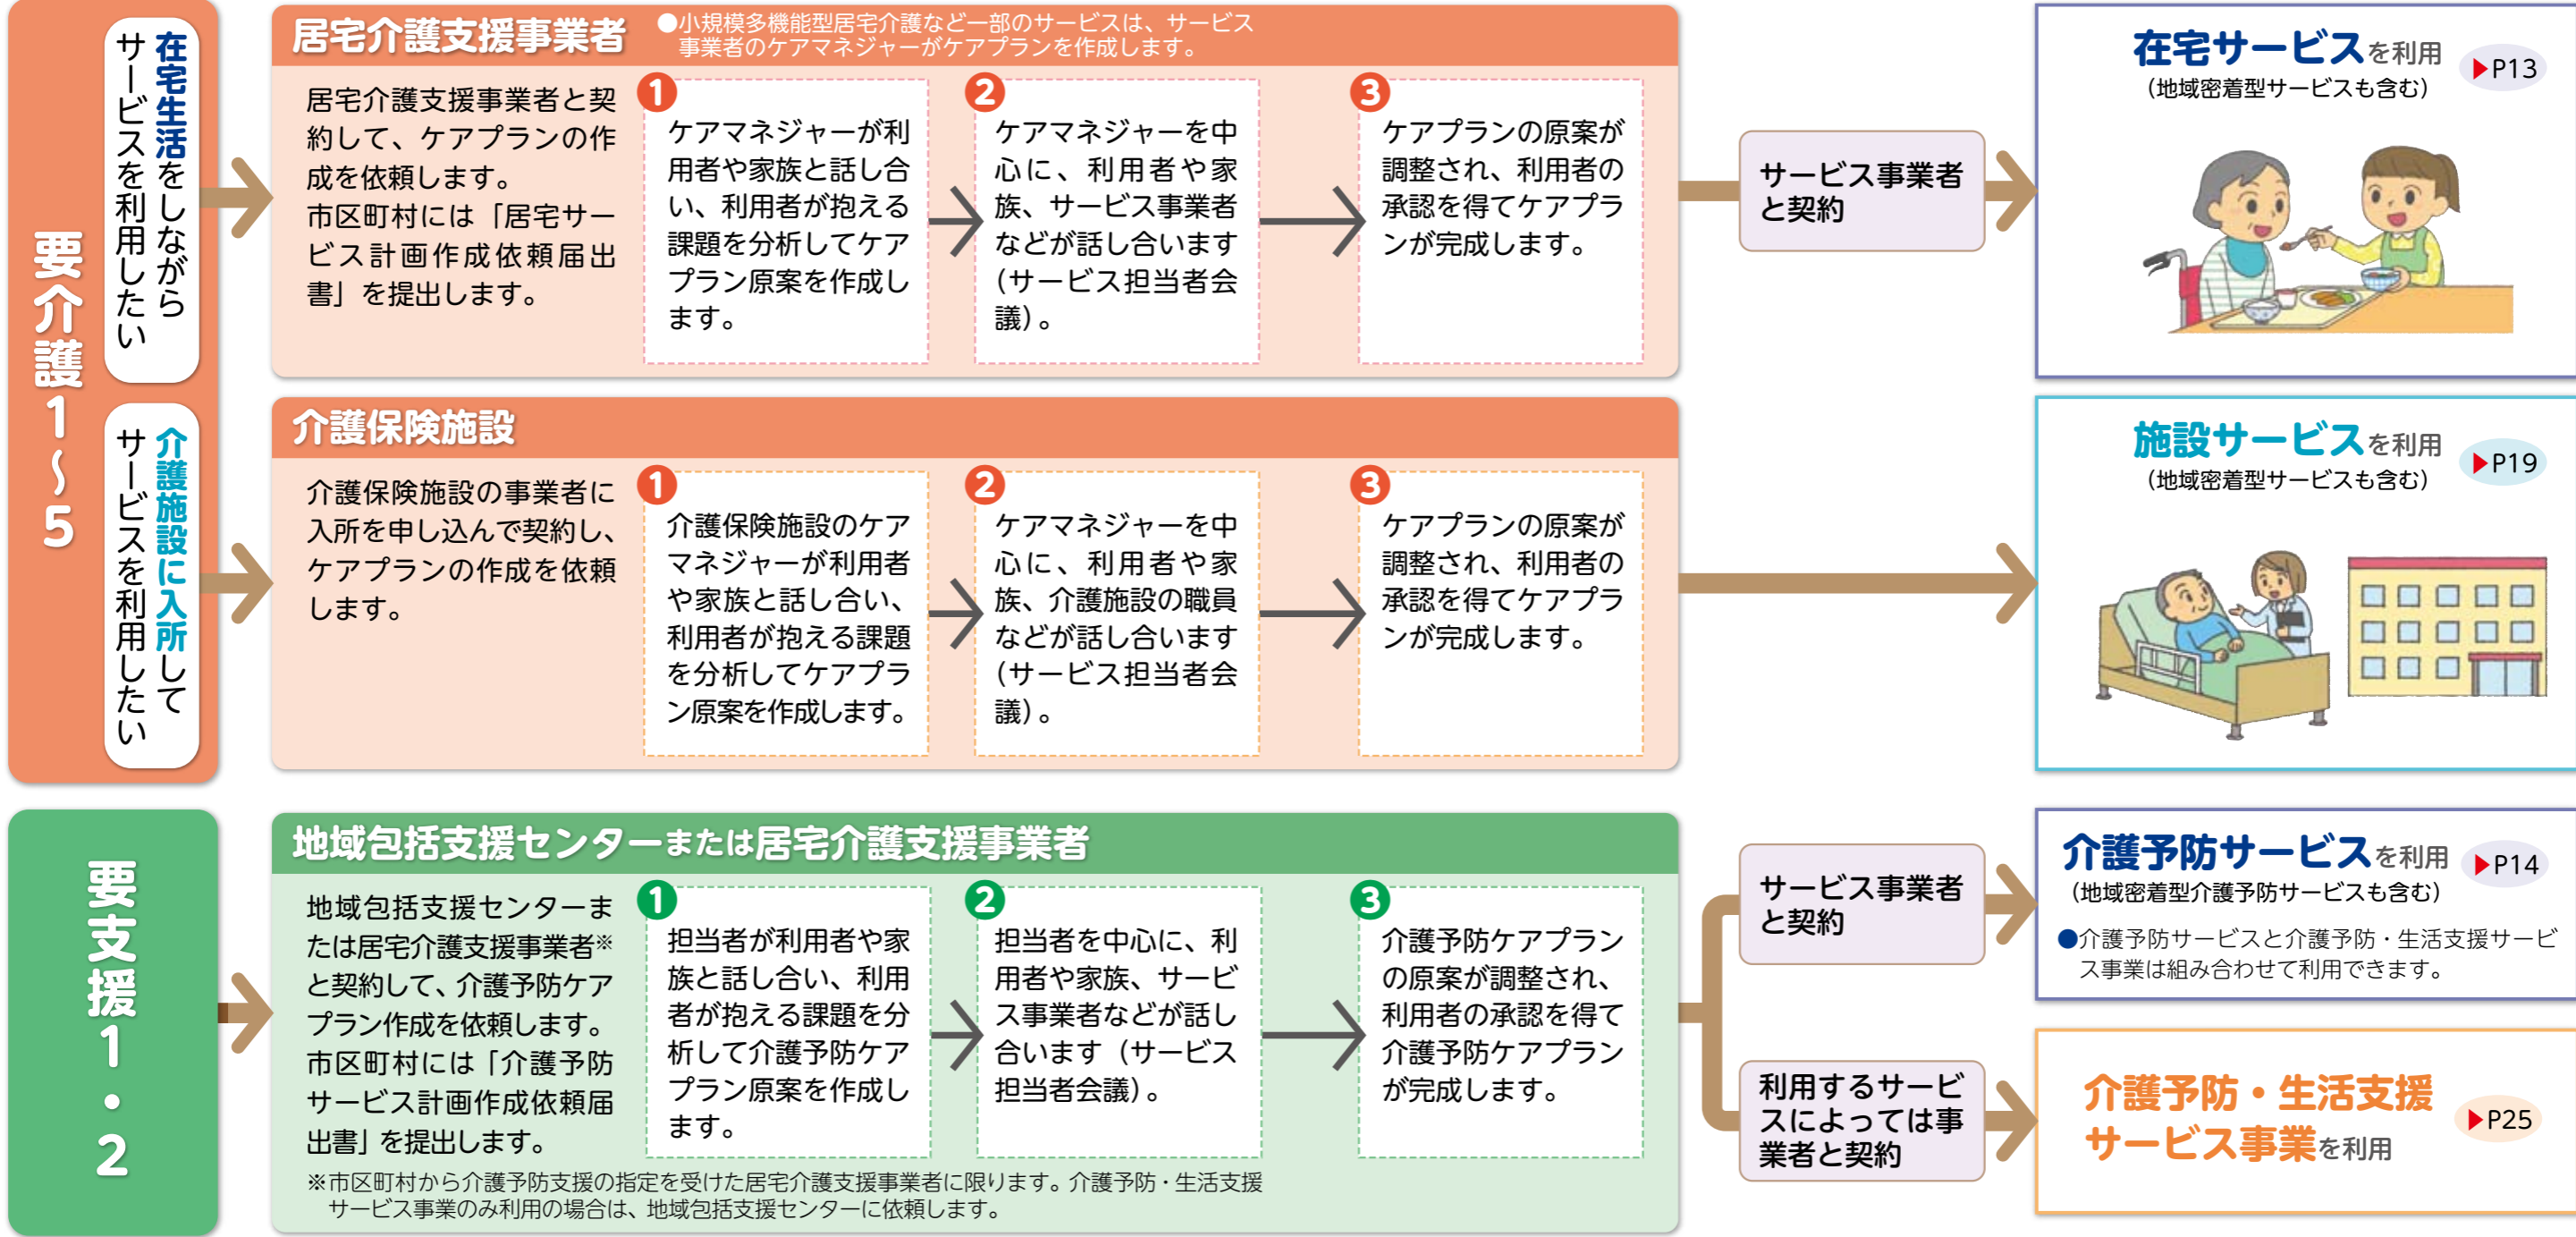 要介護1～5
在宅生活をしながら
サービスを利用したい
居宅介護支援事業者
●小規模多機能型居宅介護など一部のサービスは、サービス
事業者のケアマネジャーがケアプランを作成します。
居宅介護支援事業者と契
約して、ケアプランの作
成を依頼します。
市区町村には「居宅サー
ビス計画作成依頼届出
書」を提出します。
1
ケアマネジャーが利
用者や家族と話し合
い、利用者が抱える
課題を分析してケア
プラン原案を作成し
ます。
2
ケアマネジャーを中
心に、利用者や家
族、サービス事業者
などが話し合います
（サービス担当者会
議）。
3
ケアプランの原案が
調整され、利用者の
承認を得てケアプラ
ンが完成します。
サービス事業者
と契約
在宅サービスを利用
（地域密着型サービスも含む）
▶P13
介護施設に入所して
サービスを利用したい
介護保険施設
介護保険施設の事業者に
入所を申し込んで契約し、
ケアプランの作成を依頼
します。
1
介護保険施設のケア
マネジャーが利用者
や家族と話し合い、
利用者が抱える課題
を分析してケアプラ
ン原案を作成します。
2
ケアマネジャーを中
心に、利用者や家
族、介護施設の職員
などが話し合います
（サービス担当者会
議）。
3
ケアプランの原案が
調整され、利用者の
承認を得てケアプラ
ンが完成します。
施設サービスを利用
（地域密着型サービスも含む）
▶P19
要支援1・2
地域包括支援センターまたは居宅介護支援事業者
地域包括支援センターま
たは居宅介護支援事業者※
と契約して、介護予防ケア
プラン作成を依頼します。
市区町村には「介護予防
サービス計画作成依頼届
出書」を提出します。
1
担当者が利用者や家
族と話し合い、利用
者が抱える課題を分
析して介護予防ケア
プラン原案を作成し
ます。
2
担当者を中心に、利
用者や家族、サービ
ス事業者などが話し
合います（サービス
担当者会議）。
3
介護予防ケアプラン
の原案が調整され、
利用者の承認を得て
介護予防ケアプラン
が完成します。
※市区町村から介護予防支援の指定を受けた居宅介護支援事業者に限ります。介護予防・生活支援
サービス事業のみ利用の場合は、地域包括支援センターに依頼します。
サービス事業者
と契約
介護予防サービスを利用
（地域密着型介護予防サービスも含む）
▶P14
●介護予防サービスと介護予防・生活支援サービ
ス事業は組み合わせて利用できます。
利用するサービ
スによっては事
業者と契約
介護予防・生活支援
サービス事業を利用
▶P25